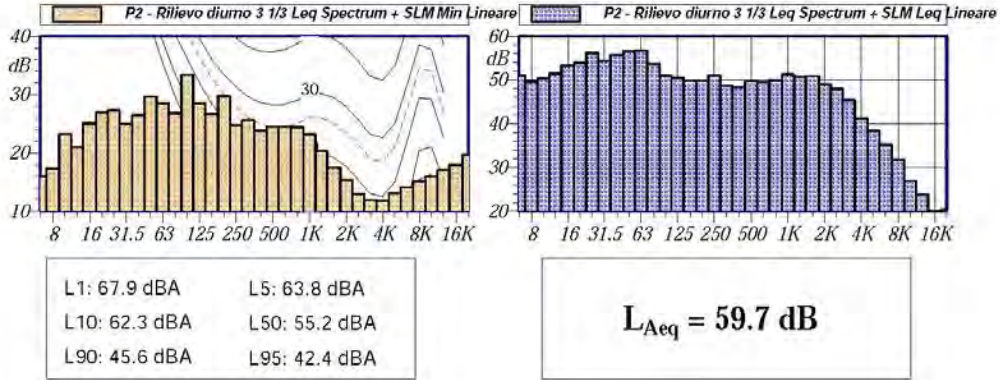 P2 - Rilievo diurno 3 1/3 Leq Spectrum + SLM Min Lineare
40
dB
30
20
10
30
8 16 31.5 63 125 250 500 1K 2K 4K 8K 16K
P2 - Rilievo diurno 3 1/3 Leq Spectrum + SLM Leq Lineare
60
dB
50
40
30
20
8 16 31.5 63 125 250 500 1K 2K 4K 8K 16K
L1: 67.9 dBA L5: 63.8 dBA
L10: 62.3 dBA L50: 55.2 dBA
L90: 45.6 dBA L95: 42.4 dBA
LAeq = 59.7 dB